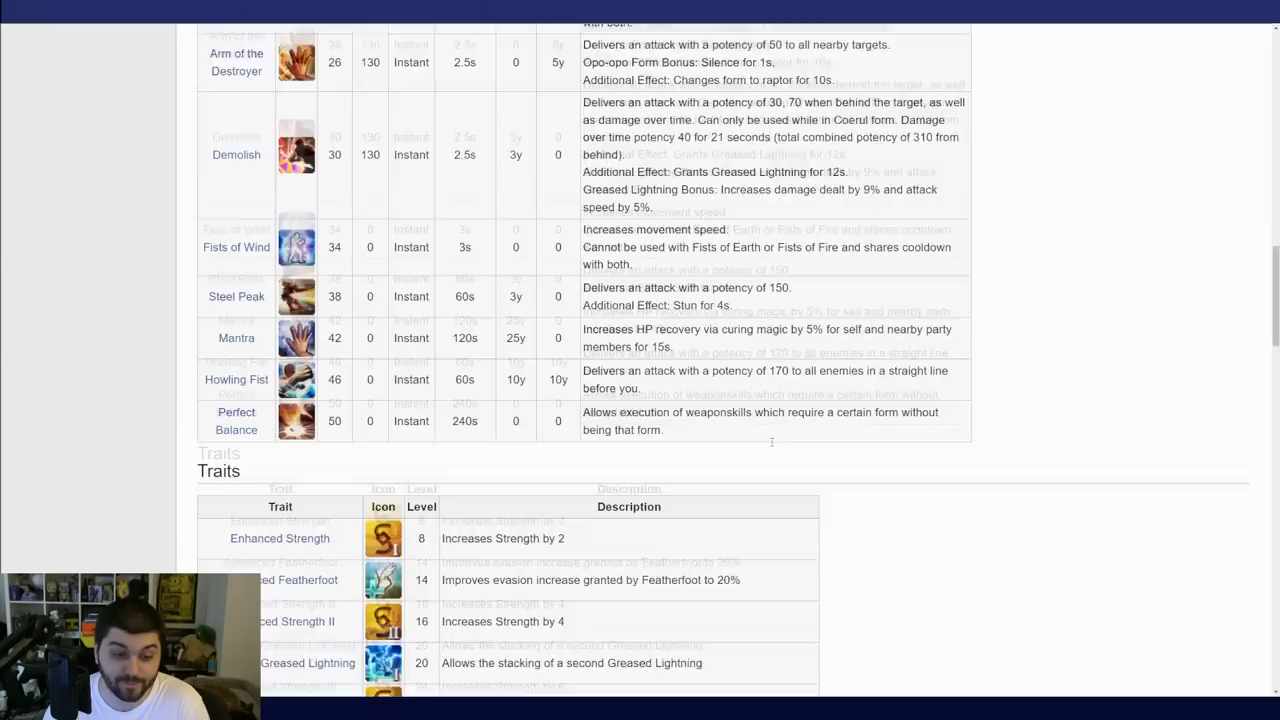 with both.
Arm of the
Destroyer
26 130 Instant 2.5s 0 5y
Delivers an attack with a potency of 50 to all nearby targets.
Opo-opo Form Bonus: Silence for 1s.
Additional Effect: Changes form to raptor for 10s.
Demolish 30 130 Instant 2.5s 3y 0
Delivers an attack with a potency of 30, 70 when behind the target, as well
as damage over time. Can only be used while in Coerul form. Damage
over time potency 40 for 21 seconds (total combined potency of 310 from
behind).
Additional Effect: Grants Greased Lightning for 12s.
Greased Lightning Bonus: Increases damage dealt by 9% and attack
speed by 5%.
Fists of Wind 34 0 Instant 3s 0 0
Increases movement speed.
Cannot be used with Fists of Earth or Fists of Fire and shares cooldown
with both.
Steel Peak 38 0 Instant 60s 3y 0
Delivers an attack with a potency of 150.
Additional Effect: Stun for 4s.
Mantra 42 0 Instant 120s 25y 0
Increases HP recovery via curing magic by 5% for self and nearby party
members for 15s.
Howling Fist 46 0 Instant 60s 10y 10y
Delivers an attack with a potency of 170 to all enemies in a straight line
before you.
Perfect
Balance
50 0 Instant 240s 0 0
Allows execution of weaponskills which require a certain form without
being that form.
Traits
Trait Icon Level Description
Enhanced Strength 8 Increases Strength by 2
Featherfoot 14 Improves evasion increase granted by Featherfoot to 20%
Strength II 16 Increases Strength by 4
Greased Lightning 20 Allows the stacking of a second Greased Lightning